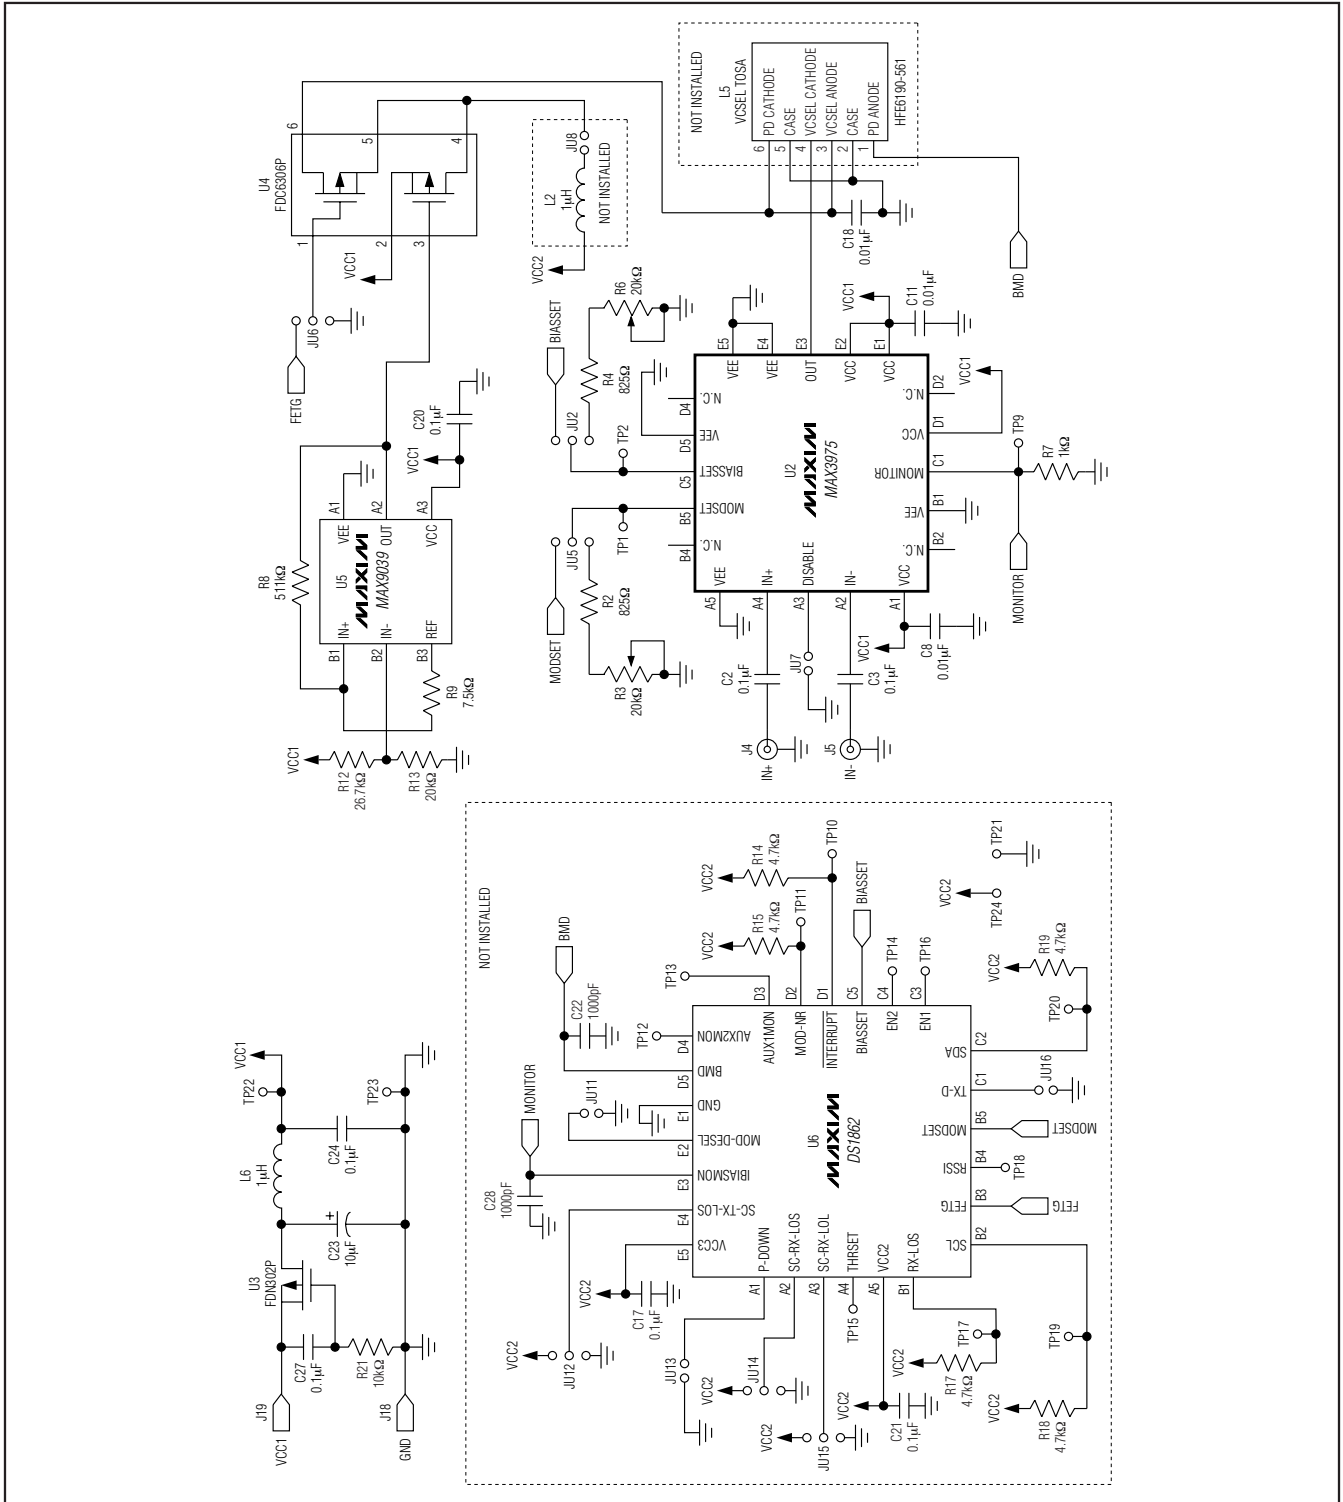 U4
FDC6306P
6
5
4
1
2
3
VCC1
JU6
FETG
JU8
L2
1µH
NOT INSTALLED
VCC2
NOT INSTALLED
L5
VCSEL TOSA
6 PD CATHODE
5 CASE
4 VCSEL CATHODE
3 VCSEL ANODE
2 CASE
1 PD ANODE
HFE6190-561
C18
0.01µF
BMD
R8
511kΩ
U5
MAXIM
MAX9039
B1 IN+
B2 IN-
B3 REF
VEE A1
OUT A2
VCC A3
VCC1
C20
0.1µF
R9
7.5kΩ
VCC1
R12
26.7kΩ
R13
20kΩ
BIASSET
JU2
R4
825Ω
R6
20kΩ
TP2
MODSET
JU5
R2
825Ω
R3
20kΩ
TP1
U2
MAXIM
MAX3975
E5 VEE
E4 VEE
E3 OUT
E2 VCC
E1 VCC
D4 N.C.
D5 VEE
C5 BIASSET
B5 MODSET
B4 N.C.
A5 VEE
A4 IN+
A3 DISABLE
A2 IN-
A1 VCC
D2 N.C.
D1 VCC
C1 MONITOR
B1 VEE
B2 N.C.
VCC1
C11
0.01µF
VCC1
TP9
R7
1kΩ
MONITOR
VCC1
C8
0.01µF
C2
0.1µF
JU7
C3
0.1µF
J4
IN+
J5
IN-
VCC1
J19
GND
J18
C27
0.1µF
R21
10kΩ
U3
FDN302P
C23
10µF
+
L6
1µH
C24
0.1µF
TP22
VCC1
TP23
NOT INSTALLED
U6
MAXIM
DS1862
D4 AUX2MON
D5 BMD
E1 GND
E2 MOD-DESEL
E3 IBIASMON
E4 SC-TX-LOS
E5 VCC3
A1 P-DOWN
A2 SC-RX-LOS
A3 SC-RX-LOL
A4 THRSET
A5 VCC2
B1 RX-LOS
D3 AUX1MON
D2 MOD-NR
D1 INTERRUPT
C5 BIASSET
C4 EN2
C3 EN1
C2 SDA
C1 TX-D
B5 MODSET
B4 RSSI
B3 FETG
B2 SCL
BMD
C22
1000pF
TP12
TP13
JU11
MONITOR
C28
1000pF
VCC2
JU12
VCC2
C17
0.1µF
JU13
VCC2
JU14
VCC2
JU15
TP15
VCC2
C21
0.1µF
VCC2
R17
4.7kΩ
TP17
VCC2
R18
4.7kΩ
TP19
FETG
TP18
MODSET
JU16
TP20
VCC2
R19
4.7kΩ
VCC2
R15
4.7kΩ
TP11
VCC2
R14
4.7kΩ
TP10
BIASSET
TP14
TP16
VCC2
TP24
TP21